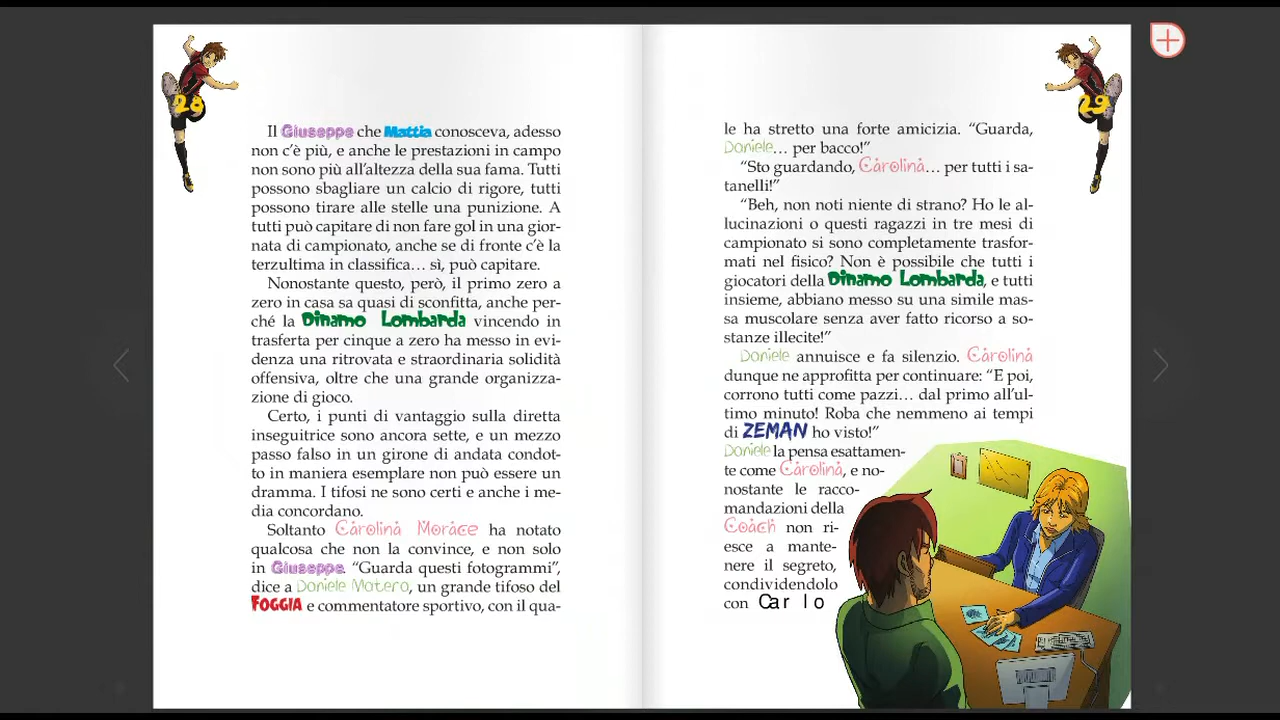 28
Il Giuseppe che Mattia conosceva, adesso
non c'è più, e anche le prestazioni in campo
non sono più all'altezza della sua fama. Tutti
possono sbagliare un calcio di rigore, tutti
possono tirare alle stelle una punizione. A
tutti può capitare di non fare gol in una gior-
nata di campionato, anche se di fronte c'è la
terzultima in classifica… sì, può capitare.
Nonostante questo, però, il primo zero a
zero in casa sa quasi di sconfitta, anche per-
ché la Dinamo Lombarda vincendo in
trasferta per cinque a zero ha messo in evi-
denza una ritrovata e straordinaria solidità
offensiva, oltre che una grande organizza-
zione di gioco.
Certo, i punti di vantaggio sulla diretta
inseguitrice sono ancora sette, e un mezzo
passo falso in un girone di andata condot-
to in maniera esemplare non può essere un
dramma. I tifosi ne sono certi e anche i me-
dia concordano.
Soltanto Carolina Morace ha notato
qualcosa che non la convince, e non solo
in Giuseppe. "Guarda questi fotogrammi",
dice a Daniele Matero, un grande tifoso del
FOGGIA e commentatore sportivo, con il qua-
29
le ha stretto una forte amicizia. "Guarda,
Daniele… per bacco!"
"Sto guardando, Carolina… per tutti i sa-
tanelli!"
"Beh, non noti niente di strano? Ho le al-
lucinazioni o questi ragazzi in tre mesi di
campionato si sono completamente trasfor-
mati nel fisico? Non è possibile che tutti i
giocatori della Dinamo Lombarda, e tutti
insieme, abbiano messo su una simile mas-
sa muscolare senza aver fatto ricorso a so-
stanze illecite!"
Daniele annuisce e fa silenzio. Carolina
dunque ne approfitta per continuare: "E poi,
corrono tutti come pazzi… dal primo all'ul-
timo minuto! Roba che nemmeno ai tempi
di ZEMAN ho visto!"
Daniele la pensa esattamen-
te come Carolina, e no-
nostante le racco-
mandazioni della
Coach non ri-
esce a mante-
nere il segreto,
condividendolo
con Carlo